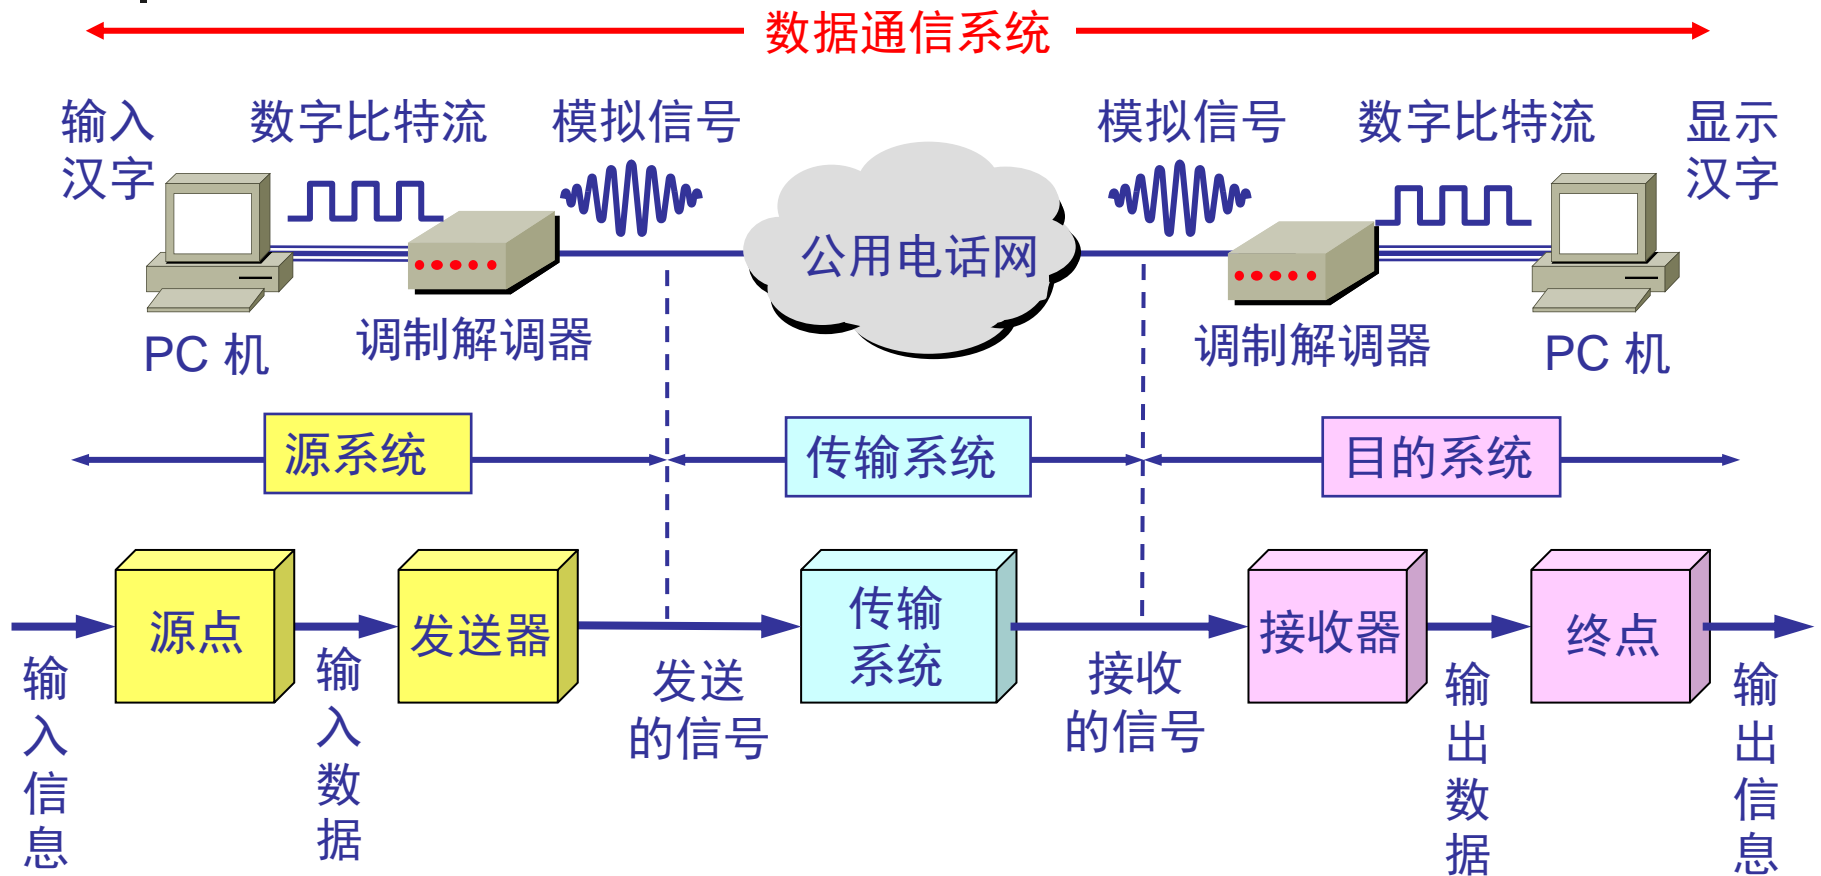 数据通信系统
输入
汉字
数字比特流
模拟信号
模拟信号
数字比特流
显示
汉字
公用电话网
PC 机
调制解调器
调制解调器
PC 机
源系统
传输系统
目的系统
源点
发送器
传输
系统
接收器
终点
输入信息
输入数据
发送
的信号
接收
的信号
输出数据
输出信息